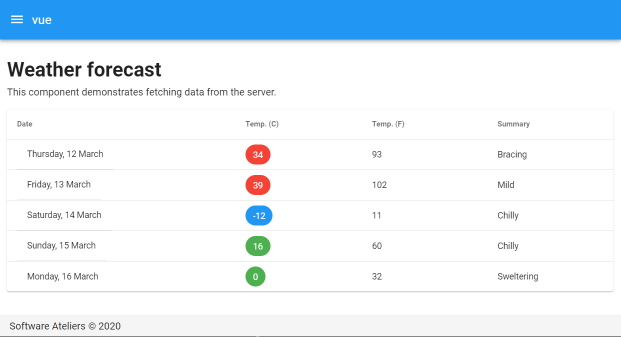 vue
Weather forecast
This component demonstrates fetching data from the server.
Date Temp. (C) Temp. (F) Summary
Thursday, 12 March 34 93 Bracing
Friday, 13 March 39 102 Mild
Saturday, 14 March -12 11 Chilly
Sunday, 15 March 16 60 Chilly
Monday, 16 March 0 32 Sweltering
Software Ateliers © 2020